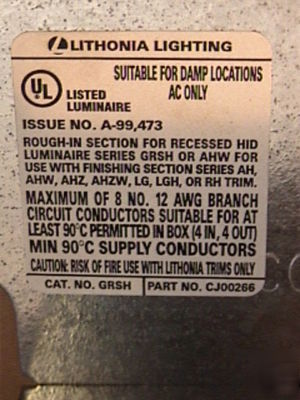 LITHONIA LIGHTING
UL
LISTED
LUMINAIRE
SUITABLE FOR DAMP LOCATIONS
AC ONLY
ISSUE NO. A-99,473
ROUGH-IN SECTION FOR RECESSED HID
LUMINAIRE SERIES GRSH OR AHW FOR
USE WITH FINISHING SECTION SERIES AH,
AHW, AHZ, AHZW, LG, LGH, OR RH TRIM.
MAXIMUM OF 8 NO. 12 AWG BRANCH
CIRCUIT CONDUCTORS SUITABLE FOR AT
LEAST 90°C PERMITTED IN BOX (4 IN, 4 OUT)
MIN 90°C SUPPLY CONDUCTORS
CAUTION: RISK OF FIRE USE WITH LITHONIA TRIMS ONLY
CAT. NO. GRSH PART NO. CJ00266